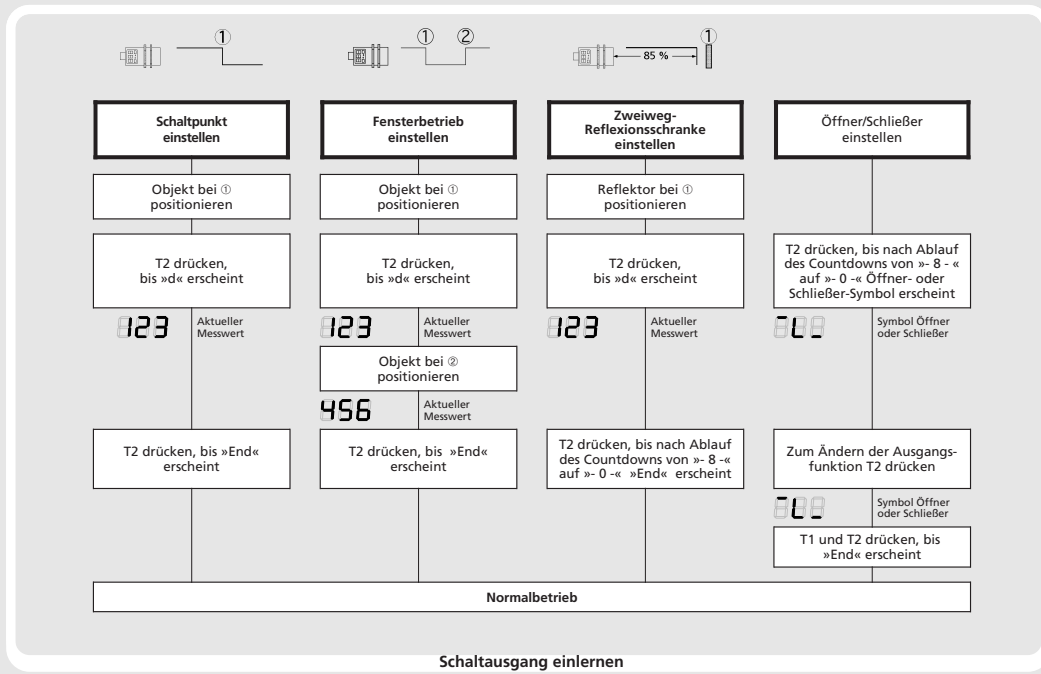 ①
① ②
①
85 %
Schaltpunkt
einstellen
Objekt bei ①
positionieren
T2 drücken,
bis »d« erscheint
123
Aktueller
Messwert
T2 drücken, bis »End«
erscheint
Fensterbetrieb
einstellen
Objekt bei ①
positionieren
T2 drücken,
bis »d« erscheint
123
Aktueller
Messwert
Objekt bei ②
positionieren
456
Aktueller
Messwert
T2 drücken, bis »End«
erscheint
Zweiweg-
Reflexionsschranke
einstellen
Reflektor bei ①
positionieren
T2 drücken,
bis »d« erscheint
123
Aktueller
Messwert
T2 drücken, bis nach Ablauf
des Countdowns von »- 8 -«
auf »- 0 -« »End« erscheint
Öffner/Schließer
einstellen
T2 drücken, bis nach Ablauf
des Countdowns von »- 8 - «
auf »- 0 -« Öffner- oder
Schließer-Symbol erscheint
Symbol Öffner
oder Schließer
Zum Ändern der Ausgangs-
funktion T2 drücken
Symbol Öffner
oder Schließer
T1 und T2 drücken, bis
»End« erscheint
Normalbetrieb
Schaltausgang einlernen